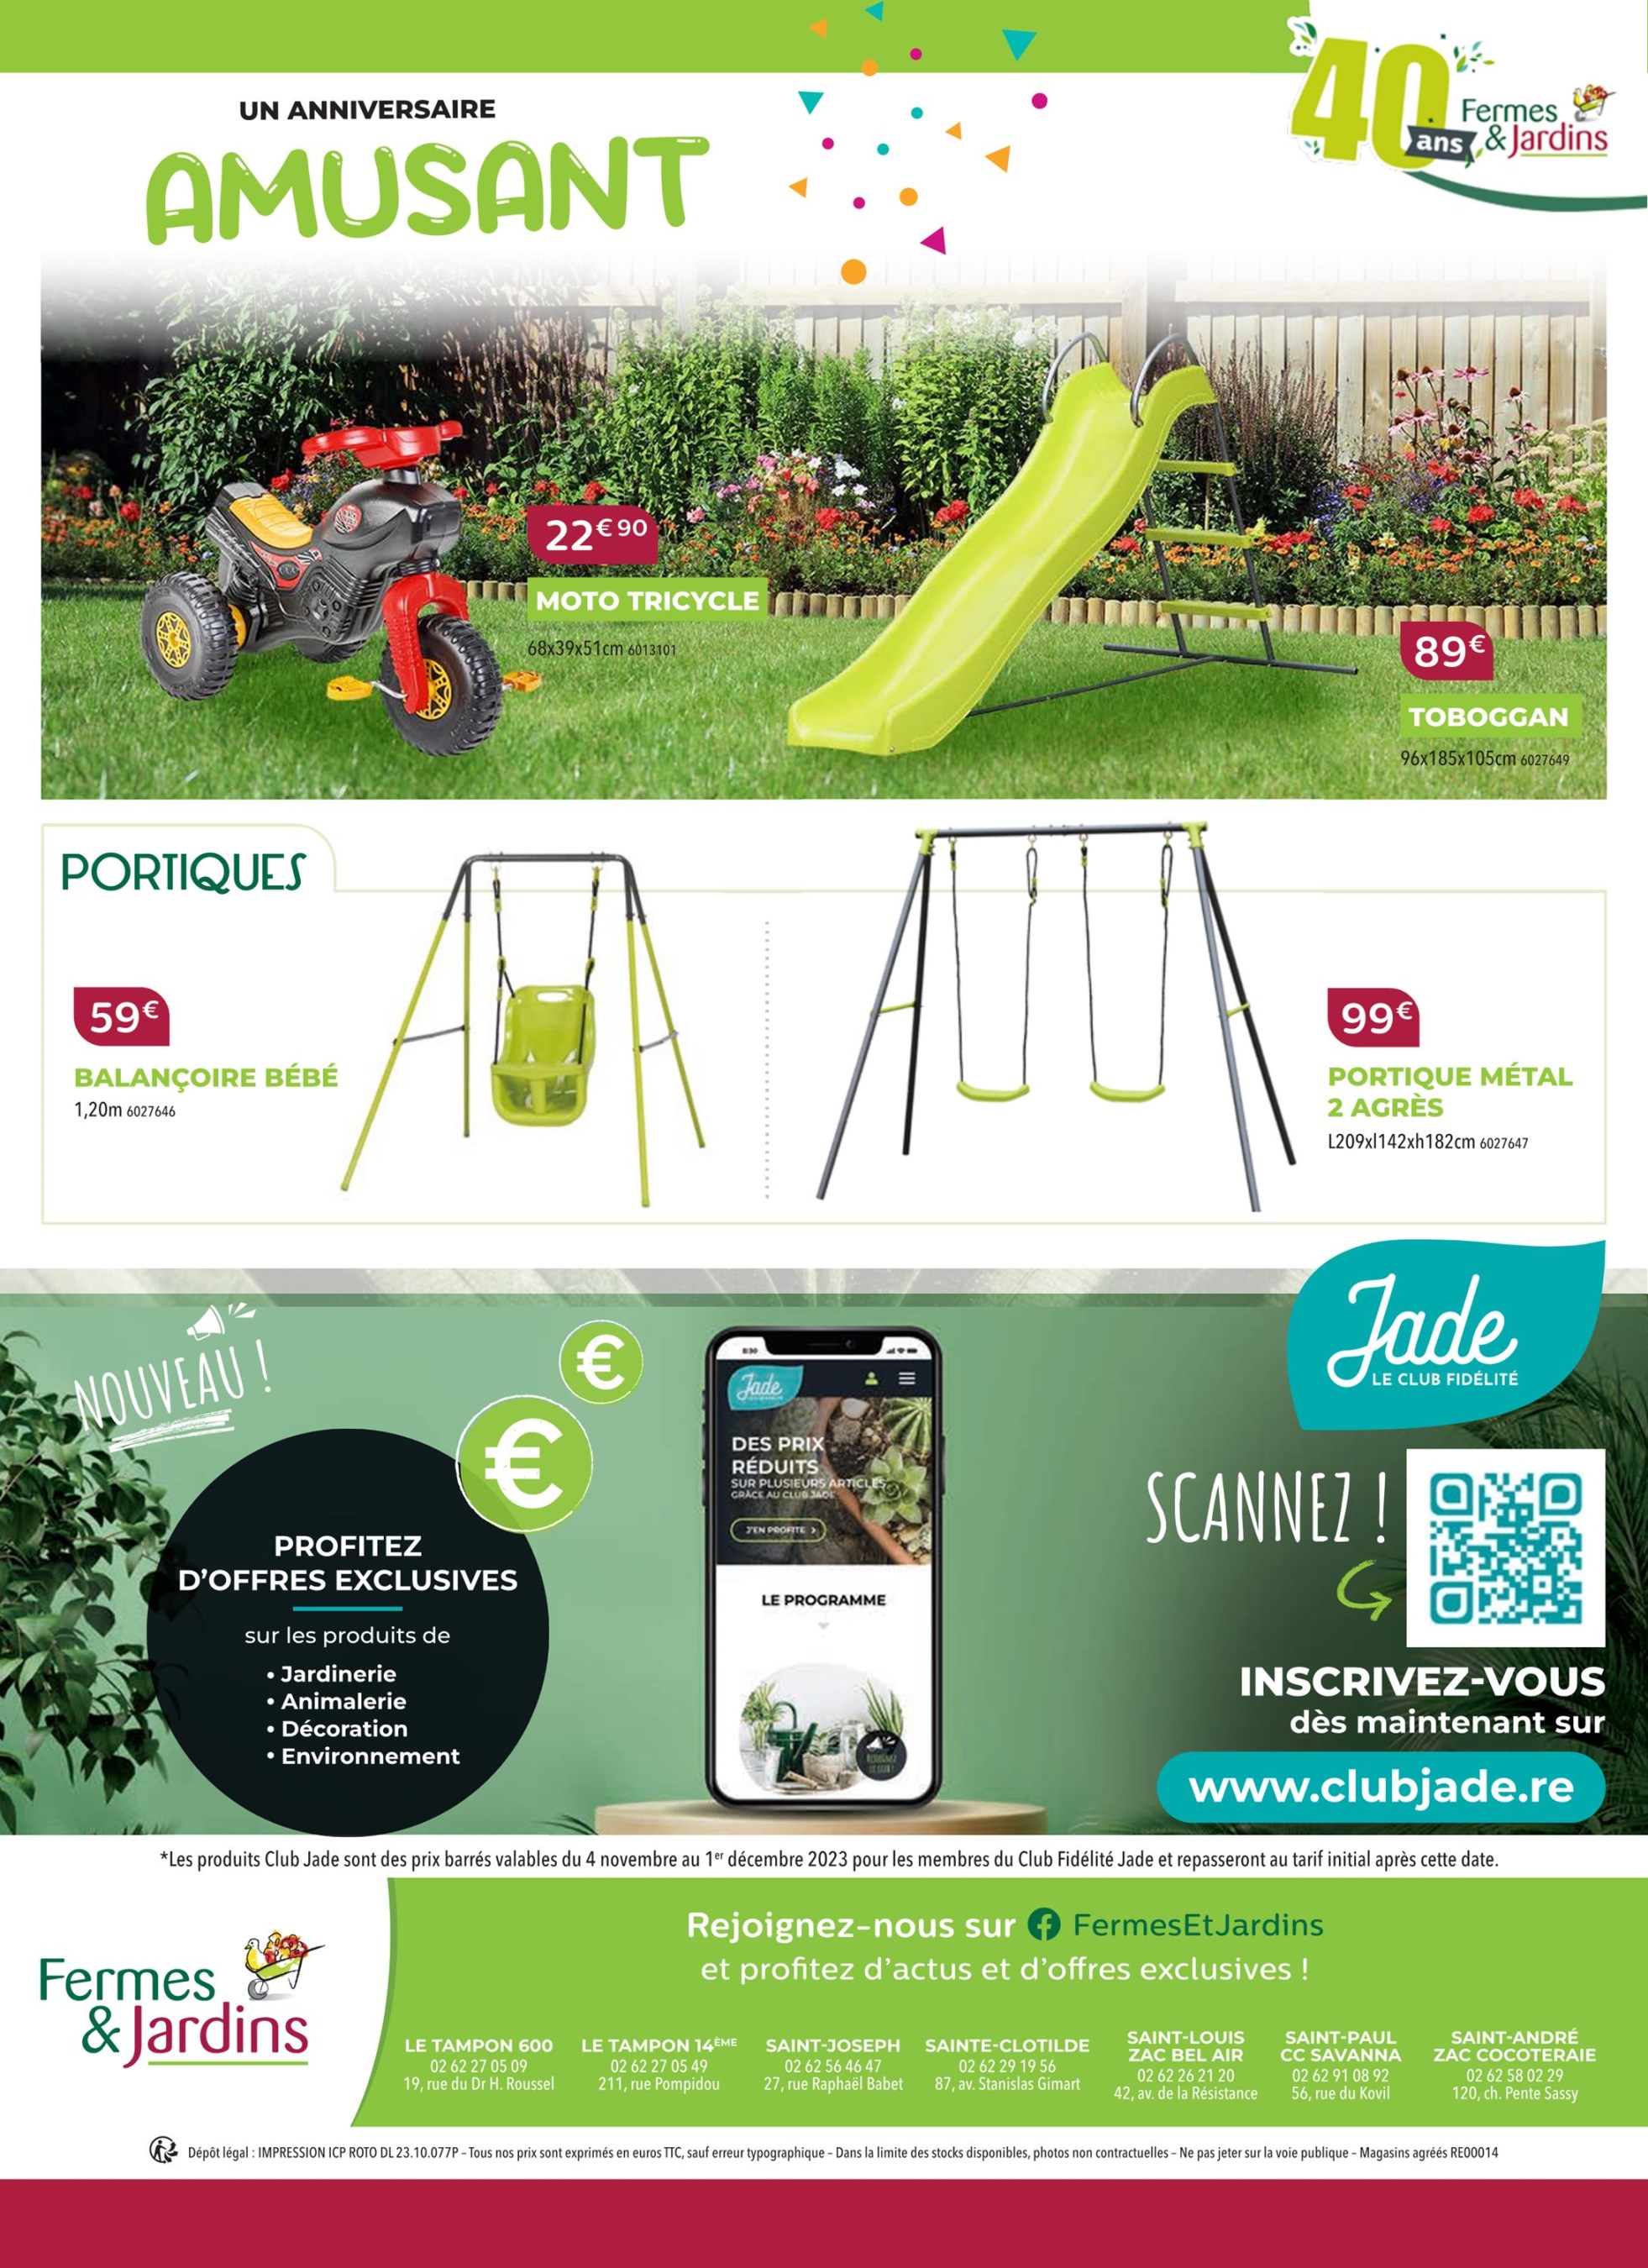 UN ANNIVERSAIRE
AMUSANT
40
ans
Fermes
& Jardins
22€90
MOTO TRICYCLE
68x39x51cm 6013101
89€
TOBOGGAN
96x185x105cm 6027649
PORTIQUES
59€
BALANÇOIRE BÉBÉ
1,20m 6027646
99€
PORTIQUE MÉTAL
2 AGRÈS
L209xl142xh182cm 6027647
NOUVEAU !
€
€
PROFITEZ
D'OFFRES EXCLUSIVES
sur les produits de
• Jardinerie
• Animalerie
• Décoration
• Environnement
8:30
Jade
DES PRIX
RÉDUITS
SUR PLUSIEURS ARTICLES
GRÂCE AU CLUB JADE
J'EN PROFITE >
LE PROGRAMME
REJOIGNEZ
LE CLUB !
Jade
LE CLUB FIDÉLITÉ
SCANNEZ !
INSCRIVEZ-VOUS
dès maintenant sur
www.clubjade.re
*Les produits Club Jade sont des prix barrés valables du 4 novembre au 1er décembre 2023 pour les membres du Club Fidélité Jade et repasseront au tarif initial après cette date.
Fermes
& Jardins
Rejoignez-nous sur FermesEtJardins
et profitez d'actus et d'offres exclusives !
LE TAMPON 600
02 62 27 05 09
19, rue du Dr H. Roussel
LE TAMPON 14ÈME
02 62 27 05 49
211, rue Pompidou
SAINT-JOSEPH
02 62 56 46 47
27, rue Raphaël Babet
SAINTE-CLOTILDE
02 62 29 19 56
87, av. Stanislas Gimart
SAINT-LOUIS
ZAC BEL AIR
02 62 26 21 20
42, av. de la Résistance
SAINT-PAUL
CC SAVANNA
02 62 91 08 92
56, rue du Kovil
SAINT-ANDRÉ
ZAC COCOTERAIE
02 62 58 02 29
120, ch. Pente Sassy
Dépôt légal : IMPRESSION ICP ROTO DL 23.10.077P – Tous nos prix sont exprimés en euros TTC, sauf erreur typographique – Dans la limite des stocks disponibles, photos non contractuelles – Ne pas jeter sur la voie publique – Magasins agréés RE00014